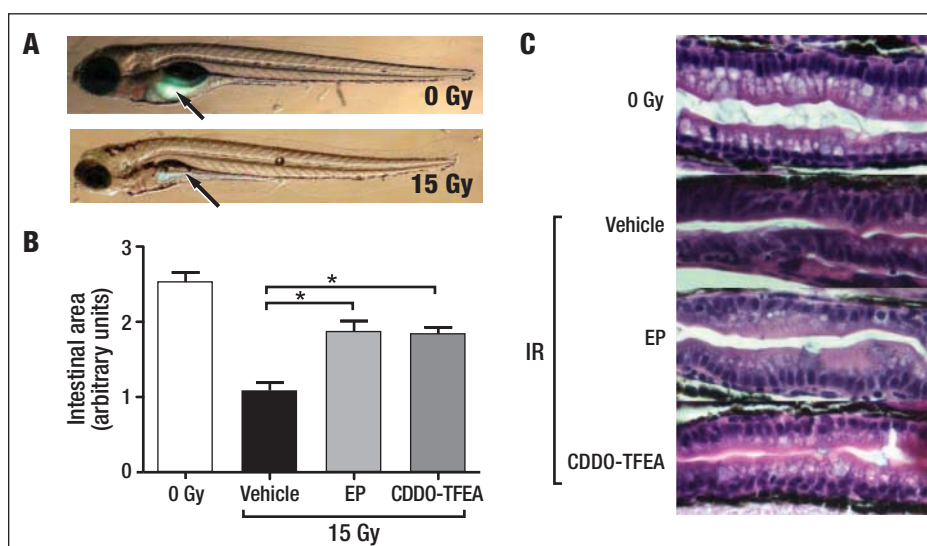 A
0 Gy
15 Gy
B
Intestinal area
(arbitrary units)
3
2
1
0
*
*
0 Gy
Vehicle
EP
CDDO-TFEA
15 Gy
C
0 Gy
IR
Vehicle
EP
CDDO-TFEA